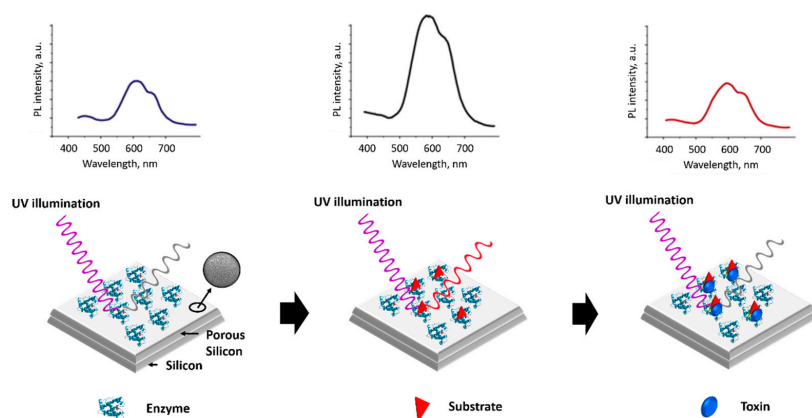 PL intensity, a.u.
400 500 600 700
Wavelength, nm
PL intensity, a.u.
400 500 600 700
Wavelength, nm
PL intensity, a.u.
400 500 600 700
Wavelength, nm
UV illumination
UV illumination
UV illumination
Porous
Silicon
Silicon
Enzyme
Substrate
Toxin